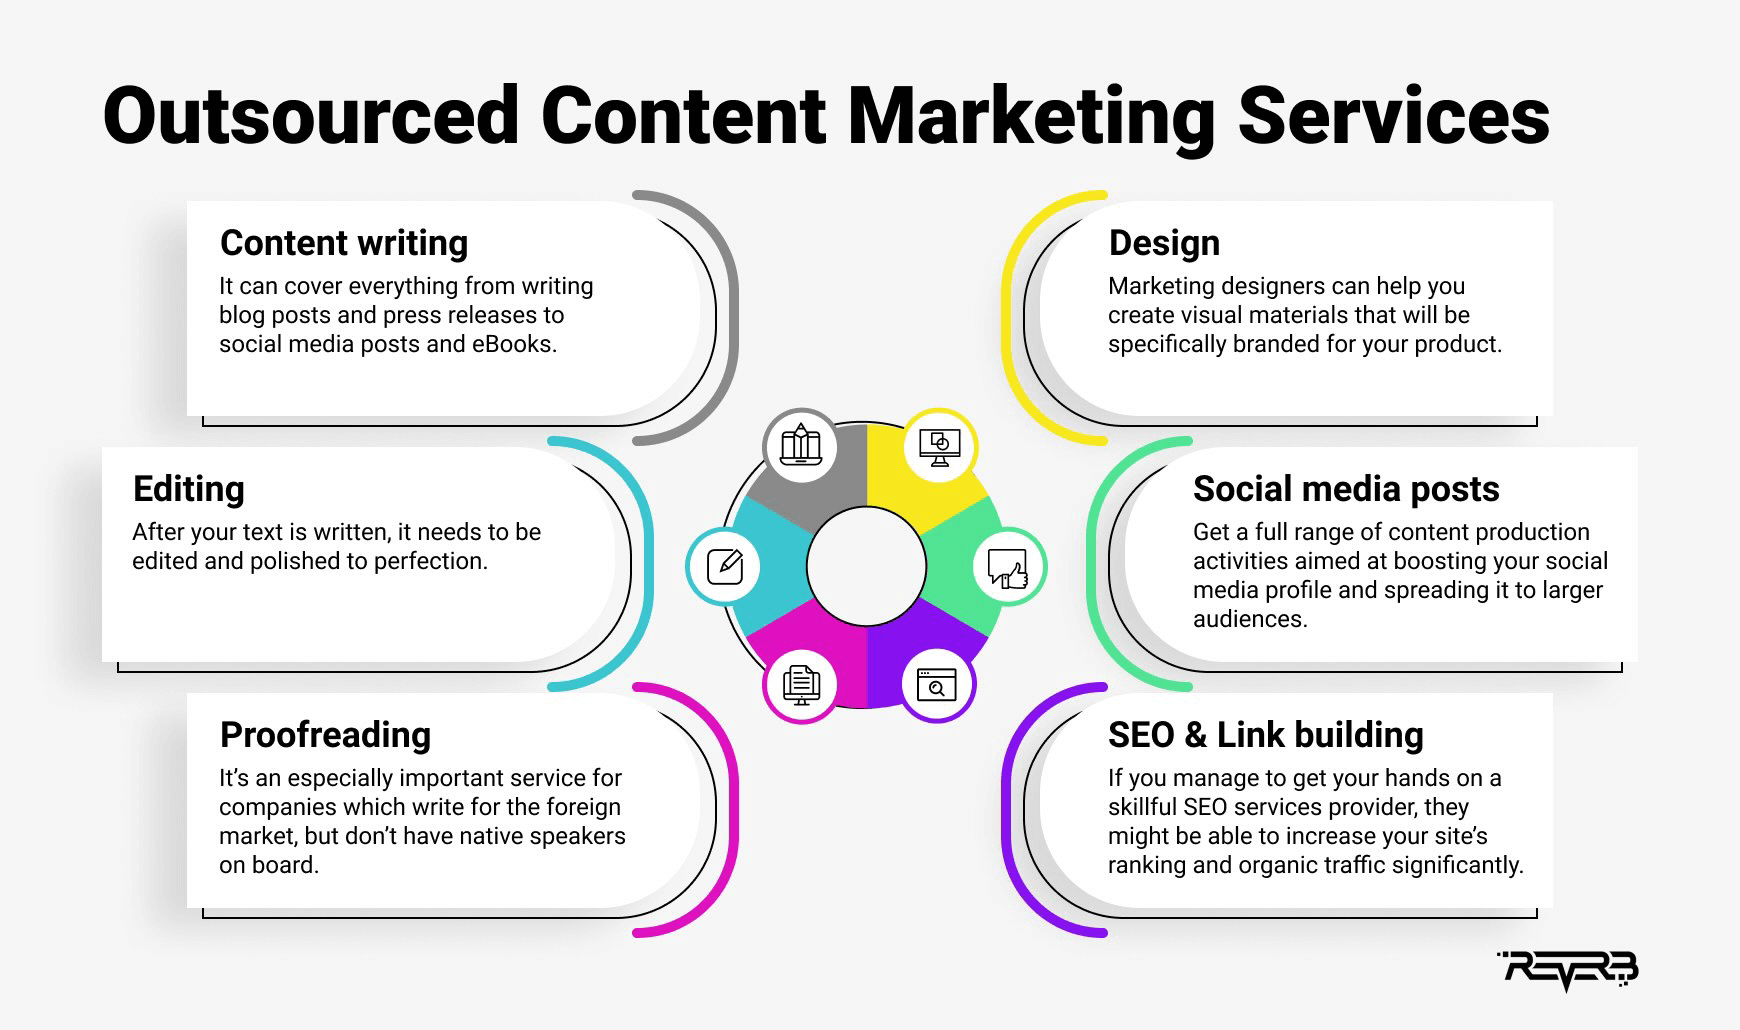 Outsourced Content Marketing Services
Content writing
It can cover everything from writing
blog posts and press releases to
social media posts and eBooks.
Editing
After your text is written, it needs to be
edited and polished to perfection.
Proofreading
It’s an especially important service for
companies which write for the foreign
market, but don’t have native speakers
on board.
Design
Marketing designers can help you
create visual materials that will be
specifically branded for your product.
Social media posts
Get a full range of content production
activities aimed at boosting your social
media profile and spreading it to larger
audiences.
SEO & Link building
If you manage to get your hands on a
skillful SEO services provider, they
might be able to increase your site’s
ranking and organic traffic significantly.
REVERB